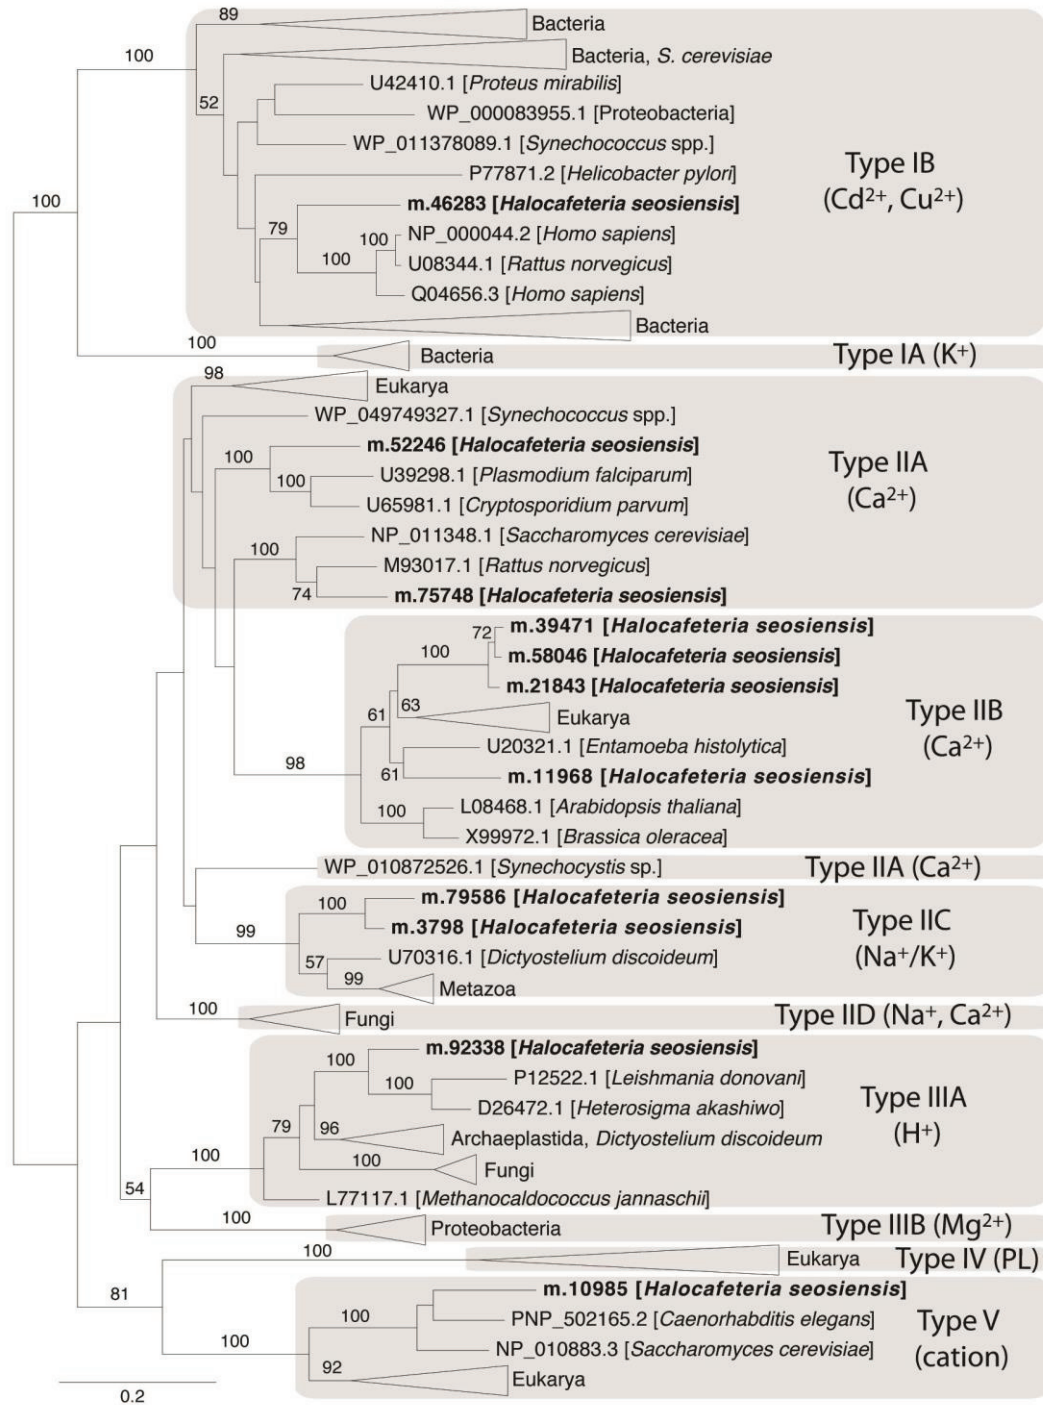 89
Bacteria
100
Bacteria, S. cerevisiae
52
U42410.1 [Proteus mirabilis]
WP_000083955.1 [Proteobacteria]
WP_011378089.1 [Synechococcus spp.]
Type IB
(Cd²⁺, Cu²⁺)
P77871.2 [Helicobacter pylori]
100
m.46283 [Halocafeteria seosiensis]
79
100
NP_000044.2 [Homo sapiens]
100
U08344.1 [Rattus norvegicus]
Q04656.3 [Homo sapiens]
Bacteria
100
Bacteria
Type IA (K⁺)
98
Eukarya
WP_049749327.1 [Synechococcus spp.]
m.52246 [Halocafeteria seosiensis]
100
U39298.1 [Plasmodium falciparum]
100
U65981.1 [Cryptosporidium parvum]
Type IIA
(Ca²⁺)
NP_011348.1 [Saccharomyces cerevisiae]
100
M93017.1 [Rattus norvegicus]
74
m.75748 [Halocafeteria seosiensis]
m.39471 [Halocafeteria seosiensis]
72
100
m.58046 [Halocafeteria seosiensis]
m.21843 [Halocafeteria seosiensis]
61
63
Eukarya
Type IIB
(Ca²⁺)
U20321.1 [Entamoeba histolytica]
98
61
m.11968 [Halocafeteria seosiensis]
100
L08468.1 [Arabidopsis thaliana]
X99972.1 [Brassica oleracea]
WP_010872526.1 [Synechocystis sp.]
Type IIA (Ca²⁺)
m.79586 [Halocafeteria seosiensis]
100
99
m.3798 [Halocafeteria seosiensis]
Type IIC
(Na⁺/K⁺)
57
U70316.1 [Dictyostelium discoideum]
99
Metazoa
100
Fungi
Type IID (Na⁺, Ca²⁺)
m.92338 [Halocafeteria seosiensis]
100
P12522.1 [Leishmania donovani]
100
D26472.1 [Heterosigma akashiwo]
Type IIIA
(H⁺)
79
96
Archaeplastida, Dictyostelium discoideum
100
100
Fungi
54
L77117.1 [Methanocaldococcus jannaschii]
100
Proteobacteria
Type IIIB (Mg²⁺)
100
Eukarya
Type IV (PL)
81
m.10985 [Halocafeteria seosiensis]
100
PNP_502165.2 [Caenorhabditis elegans]
100
NP_010883.3 [Saccharomyces cerevisiae]
Type V
(cation)
92
Eukarya
0.2